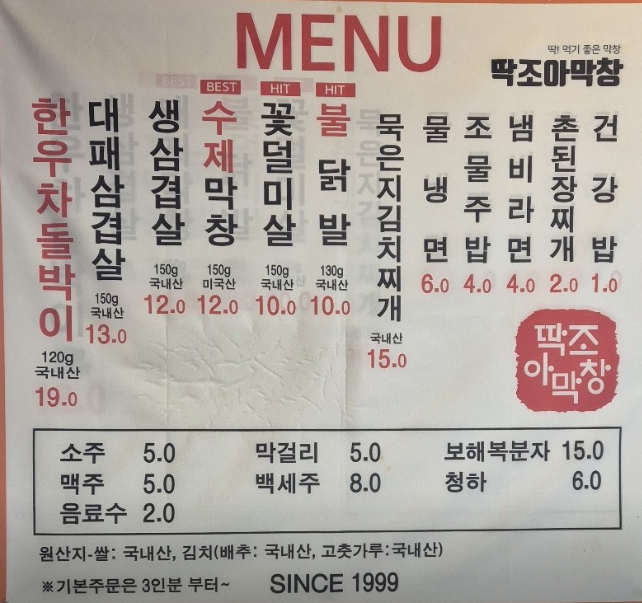 MENU
딱! 먹기 좋은 막창
딱조아막창
한우차돌박이
120g
국내산
19.0
대패삼겹살
150g
국내산
13.0
생삼겹살
150g
국내산
12.0
BEST
수제막창
150g
미국산
12.0
HIT
꽃덜미살
150g
국내산
10.0
HIT
불닭발
130g
국내산
10.0
묵은지김치찌개
국내산
15.0
물냉면
6.0
조물주밥
4.0
냄비라면
4.0
촌된장찌개
2.0
건강밥
1.0
딱조
아막창
소주 5.0 막걸리 5.0 보해복분자 15.0
맥주 5.0 백세주 8.0 청하 6.0
음료수 2.0
원산지-쌀: 국내산, 김치(배추: 국내산, 고춧가루:국내산)
※기본주문은 3인분 부터~ SINCE 1999